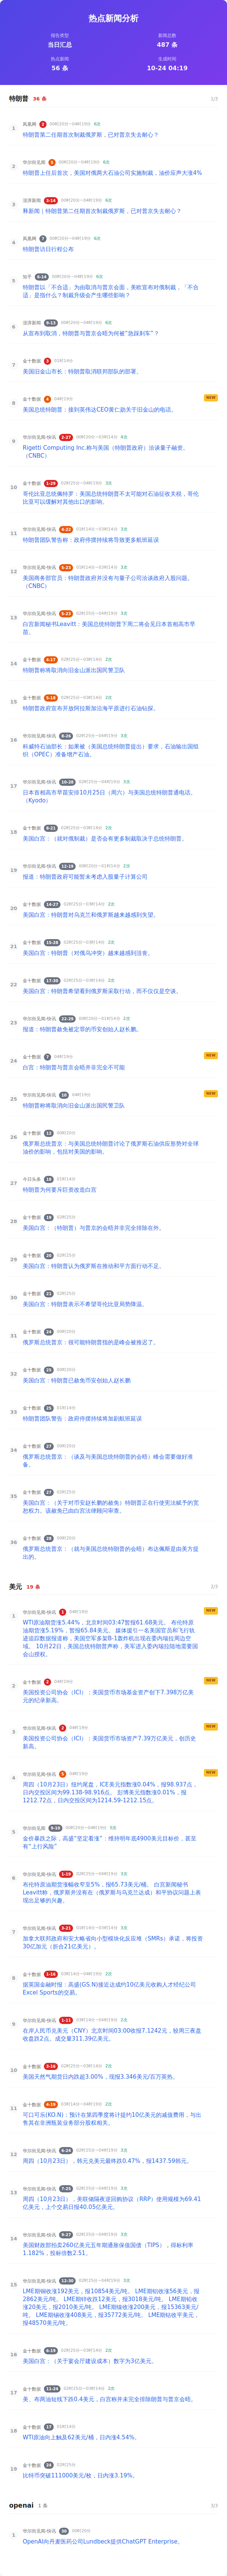 热点新闻分析
报告类型
新闻总数
当日汇总
487 条
热点新闻
生成时间
56 条
10-24 04:19
特朗普 36 条 1/3
1
凤凰网
特朗普第二任期首次制裁俄罗斯，已对普京失去耐心？
2
华尔街见闻
特朗普上任后首次，美国对俄两大石油公司实施制裁，油价应声大涨4%
3
澎湃新闻
释新闻｜特朗普第二任期首次制裁俄罗斯，已对普京失去耐心？
4
凤凰网
特朗普访日行程公布
5
知乎
特朗普以「不合适」为由取消与普京会面，美欧宣布对俄制裁，「不合
适」是指什么？制裁升级会产生哪些影响？
6
澎湃新闻
从宣布到取消，特朗普与普京会晤为何被“急踩刹车”？
7
金十数据
美国旧金山市长：特朗普取消联邦部队的部署。
8
金十数据
NEW
美国总统特朗普：接到英伟达CEO黄仁勋关于旧金山的电话。
9
华尔街见闻-快讯
Rigetti Computing Inc.称与美国（特朗普政府）洽谈量子融资。
（CNBC）
10
金十数据
哥伦比亚总统佩特罗：美国总统特朗普不太可能对石油征收关税，哥伦
比亚可以缓解对其他出口的影响。
11
华尔街见闻-快讯
特朗普团队警告称：政府停摆持续将导致更多航班延误
12
华尔街见闻-快讯
美国商务部官员：特朗普政府并没有与量子公司洽谈政府入股问题。
（CNBC）
13
华尔街见闻-快讯
白宫新闻秘书Leavitt：美国总统特朗普下周二将会见日本首相高市早
苗。
14
金十数据
特朗普称将取消向旧金山派出国民警卫队
15
金十数据
特朗普政府宣布开放阿拉斯加沿海平原进行石油钻探。
16
华尔街见闻-快讯
科威特石油部长：如果被（美国总统特朗普提出）要求，石油输出国组
织（OPEC）准备增产石油。
17
华尔街见闻-快讯
日本首相高市早苗安排10月25日（周六）与美国总统特朗普通电话。
（Kyodo）
18
金十数据
美国白宫：（就对俄制裁）是否会有更多制裁取决于总统特朗普。
19
华尔街见闻-快讯
报道：特朗普政府可能暂未考虑入股量子计算公司
20
金十数据
美国白宫：特朗普对乌克兰和俄罗斯越来越感到失望。
21
金十数据
美国白宫：特朗普（对俄乌冲突）越来越感到沮丧。
22
金十数据
美国白宫：特朗普希望看到俄罗斯采取行动，而不仅仅是空谈。
23
华尔街见闻-快讯
报道：特朗普赦免被定罪的币安创始人赵长鹏。
24
金十数据
NEW
白宫：特朗普与普京会晤并非完全不可能
25
华尔街见闻-快讯
NEW
特朗普称将取消向旧金山派出国民警卫队
26
金十数据
俄罗斯总统普京：与美国总统特朗普讨论了俄罗斯石油供应形势对全球
油价的影响，包括对美国的影响。
27
今日头条
特朗普为何要斥巨资改造白宫
28
金十数据
美国白宫：（特朗普）与普京的会晤并非完全排除在外。
29
金十数据
美国白宫：特朗普认为俄罗斯在推动和平方面行动不足。
30
金十数据
美国白宫：特朗普表示不希望哥伦比亚局势降温。
31
金十数据
俄罗斯总统普京：很可能特朗普指的是峰会被推迟了。
32
金十数据
美国白宫：特朗普已赦免币安创始人赵长鹏
33
金十数据
特朗普团队警告：政府停摆持续将加剧航班延误
34
金十数据
俄罗斯总统普京：（谈及与美国总统特朗普的会晤）峰会需要做好准
备。
35
金十数据
美国白宫：（关于对币安赵长鹏的赦免）特朗普正在行使宪法赋予的宽
恕权力。该赦免已由白宫法律顾问审查。
36
金十数据
俄罗斯总统普京：（就与美国总统特朗普的会晤）布达佩斯是由美方提
出的。
美元 19 条 2/3
1
华尔街见闻-快讯
NEW
WTI原油期货涨5.44%，北京时间03:47暂报61.68美元。 布伦特原
油期货涨5.19%，暂报65.84美元。 媒体援引一名美国官员和飞行轨
迹追踪数据报道称，美国空军多架B-1轰炸机出现在委内瑞拉周边空
域。 10月22日，美国总统特朗普声称，美军进入委内瑞拉陆地需要国
会山授权。
2
金十数据
NEW
美国投资公司协会（ICI）：美国货币市场基金资产创下7.398万亿美
元的纪录新高。
3
华尔街见闻-快讯
NEW
美国投资公司协会（ICI）：美国货币市场资产7.39万亿美元，创历史
新高。
4
华尔街见闻-快讯
NEW
周四（10月23日）纽约尾盘，ICE美元指数涨0.04%，报98.937点，
日内交投区间为99.138-98.916点。 彭博美元指数涨0.01%，报
1212.72点，日内交投区间为1214.59-1212.15点。
5
华尔街见闻
金价暴跌之际，高盛“坚定看涨”：维持明年底4900美元目标价，甚至
有“上行风险”
6
华尔街见闻-快讯
布伦特原油期货涨幅收窄至5%，报65.73美元/桶。 白宫新闻秘书
Leavitt称，俄罗斯并没有在（俄罗斯与乌克兰达成）和平协议问题上表
现出足够的兴趣。
7
华尔街见闻-快讯
加拿大联邦政府和安大略省向小型模块化反应堆（SMRs）承诺，将投资
30亿加元（折合21亿美元）。
8
金十数据
据英国金融时报：高盛(GS.N)接近达成约10亿美元收购人才经纪公司
Excel Sports的交易。
9
华尔街见闻-快讯
在岸人民币兑美元（CNY）北京时间03:00收报7.1242元，较周三夜盘
收盘跌2点。成交量311.39亿美元。
10
华尔街见闻-快讯
美国天然气期货日内跌超3.00%，现报3.346美元/百万英热。
11
金十数据
可口可乐(KO.N)：预计在第四季度将计提约10亿美元的减值费用，与出
售其在非洲瓶装业务部分股权相关。
12
华尔街见闻-快讯
周四（10月23日），韩元兑美元最终跌0.47%，报1437.59韩元。
13
华尔街见闻-快讯
周四（10月23日），美联储隔夜逆回购协议（RRP）使用规模为69.41
亿美元，上个交易日报40.05亿美元。
14
华尔街见闻-快讯
美国财政部拍卖260亿美元五年期通胀保值国债（TIPS），得标利率
1.182%，投标倍数2.51。
15
华尔街见闻-快讯
LME期铜收涨192美元，报10854美元/吨。 LME期铝收涨56美元，报
2862美元/吨。 LME期锌收跌12美元，报3018美元/吨。 LME期铅收
涨20美元，报2010美元/吨。 LME期镍收涨200美元，报15363美元/
吨。 LME期锡收涨408美元，报35772美元/吨。 LME期钴收平美元，
报48570美元/吨。
16
金十数据
美国白宫：（关于宴会厅建设成本）数字为3亿美元。
17
金十数据
美、布两油短线下跌0.4美元，白宫称并未完全排除朗普与普京会晤。
18
金十数据
WTI原油向上触及62美元/桶，日内涨4.54%。
19
金十数据
比特币突破111000美元/枚，日内涨3.19%。
openai 1 条 3/3
1
华尔街见闻-快讯
OpenAI向丹麦医药公司Lundbeck提供ChatGPT Enterprise。